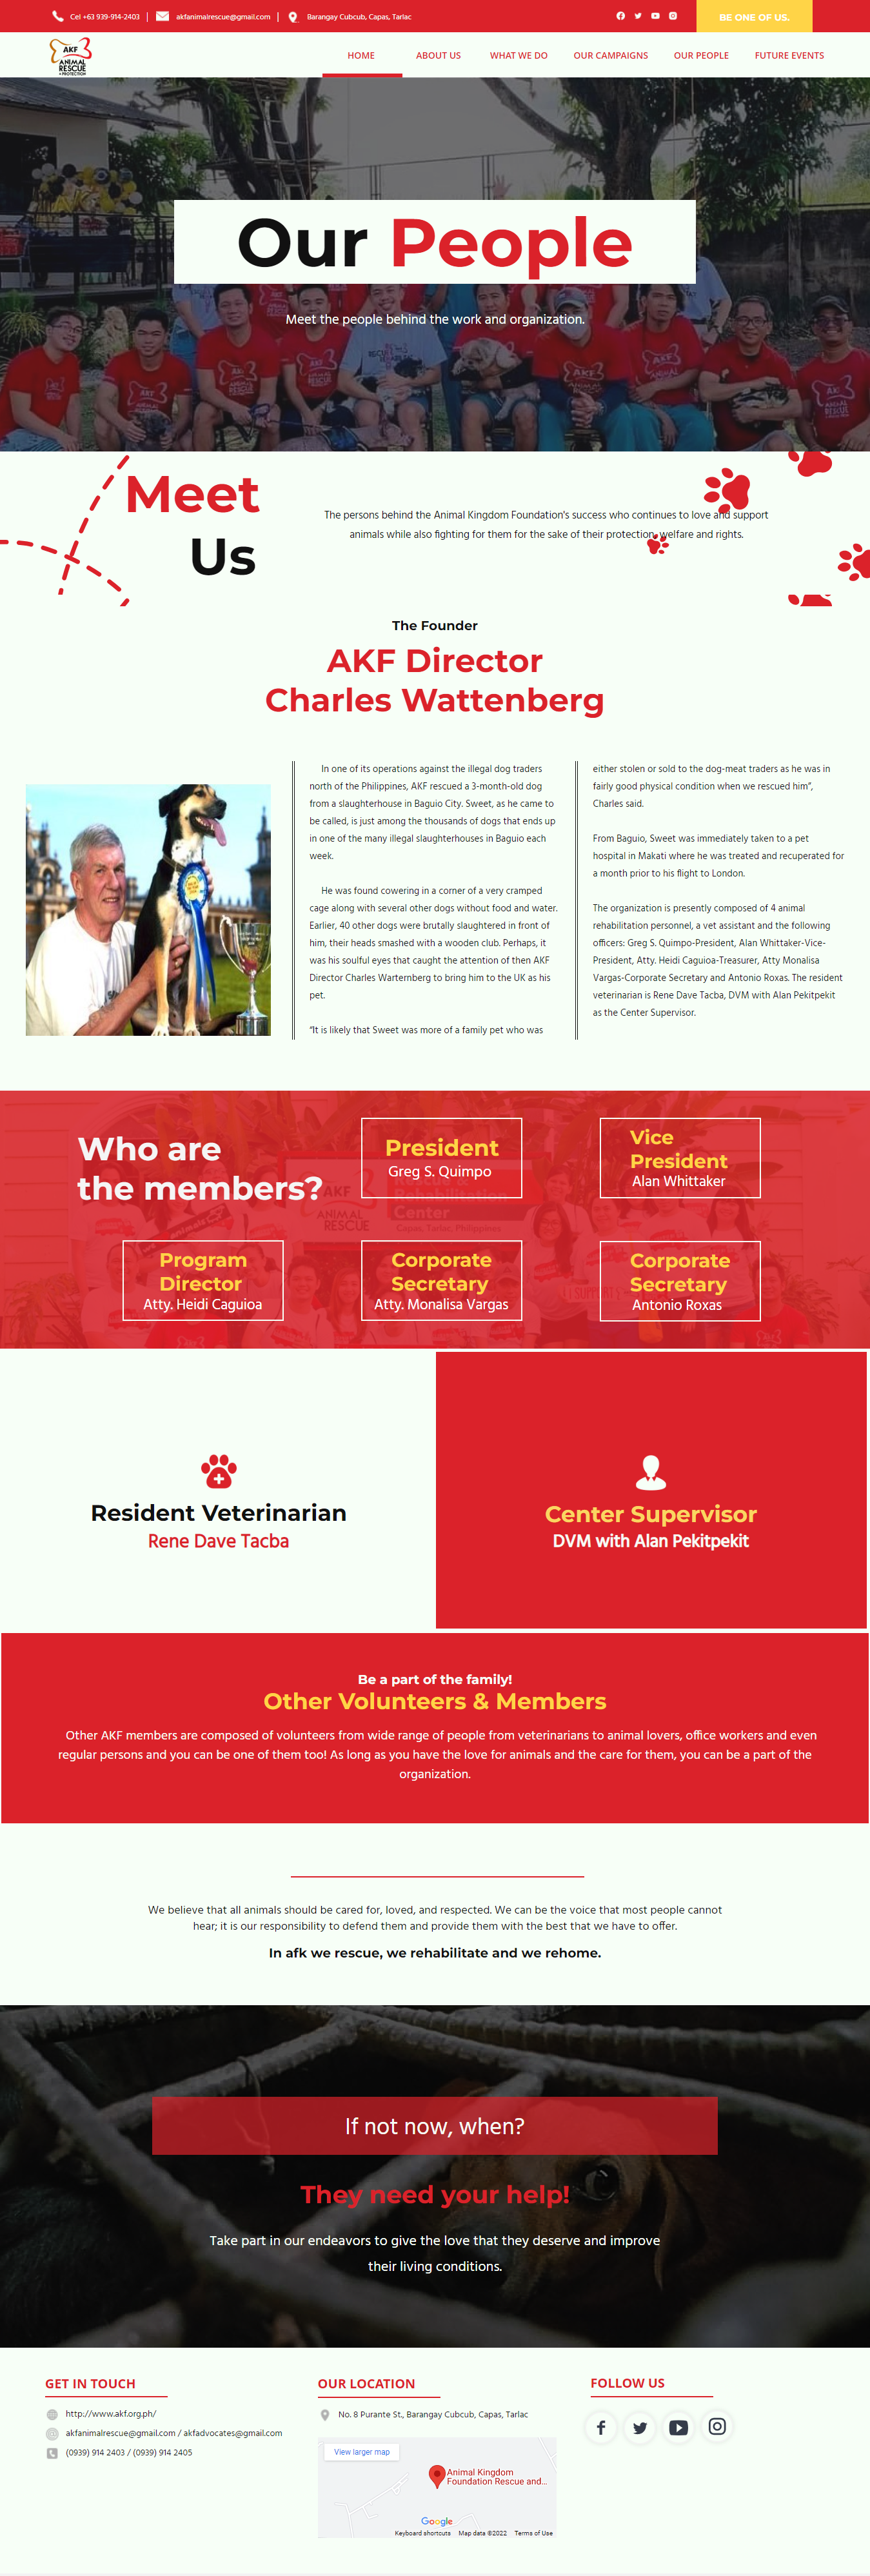 Cel +63 939-914-2403 | akfanimalrescue@gmail.com | Barangay Cubcub, Capas, Tarlac
BE ONE OF US.
AKF
ANIMAL
RESCUE
+ PROTECTION
HOME ABOUT US WHAT WE DO OUR CAMPAIGNS OUR PEOPLE FUTURE EVENTS
Our People
Meet the people behind the work and organization.
Meet
Us
The persons behind the Animal Kingdom Foundation's success who continues to love and support
animals while also fighting for them for the sake of their protection, welfare and rights.
The Founder
AKF Director
Charles Wattenberg
In one of its operations against the illegal dog traders
north of the Philippines, AKF rescued a 3-month-old dog
from a slaughterhouse in Baguio City. Sweet, as he came to
be called, is just among the thousands of dogs that ends up
in one of the many illegal slaughterhouses in Baguio each
week.
He was found cowering in a corner of a very cramped
cage along with several other dogs without food and water.
Earlier, 40 other dogs were brutally slaughtered in front of
him, their heads smashed with a wooden club. Perhaps, it
was his soulful eyes that caught the attention of then AKF
Director Charles Warternberg to bring him to the UK as his
pet.
“It is likely that Sweet was more of a family pet who was
either stolen or sold to the dog-meat traders as he was in
fairly good physical condition when we rescued him”,
Charles said.
From Baguio, Sweet was immediately taken to a pet
hospital in Makati where he was treated and recuperated for
a month prior to his flight to London.
The organization is presently composed of 4 animal
rehabilitation personnel, a vet assistant and the following
officers: Greg S. Quimpo-President, Alan Whittaker-Vice-
President, Atty. Heidi Caguioa-Treasurer, Atty Monalisa
Vargas-Corporate Secretary and Antonio Roxas. The resident
veterinarian is Rene Dave Tacba, DVM with Alan Pekitpekit
as the Center Supervisor.
Who are
the members?
President
Greg S. Quimpo
Vice
President
Alan Whittaker
AKF
ANIMAL
RESCUE
Rescue &
Rehabilitation
Center
Capas, Tarlac, Philippines
Program
Director
Atty. Heidi Caguioa
Corporate
Secretary
Atty. Monalisa Vargas
Corporate
Secretary
Antonio Roxas
Resident Veterinarian
Rene Dave Tacba
Center Supervisor
DVM with Alan Pekitpekit
Be a part of the family!
Other Volunteers & Members
Other AKF members are composed of volunteers from wide range of people from veterinarians to animal lovers, office workers and even
regular persons and you can be one of them too! As long as you have the love for animals and the care for them, you can be a part of the
organization.
We believe that all animals should be cared for, loved, and respected. We can be the voice that most people cannot
hear; it is our responsibility to defend them and provide them with the best that we have to offer.
In afk we rescue, we rehabilitate and we rehome.
If not now, when?
They need your help!
Take part in our endeavors to give the love that they deserve and improve
their living conditions.
GET IN TOUCH
http://www.akf.org.ph/
akfanimalrescue@gmail.com / akfadvocates@gmail.com
(0939) 914 2403 / (0939) 914 2405
OUR LOCATION
No. 8 Purante St., Barangay Cubcub, Capas, Tarlac
View larger map
Animal Kingdom
Foundation Rescue and...
Google
Keyboard shortcuts Map data ©2022 Terms of Use
FOLLOW US